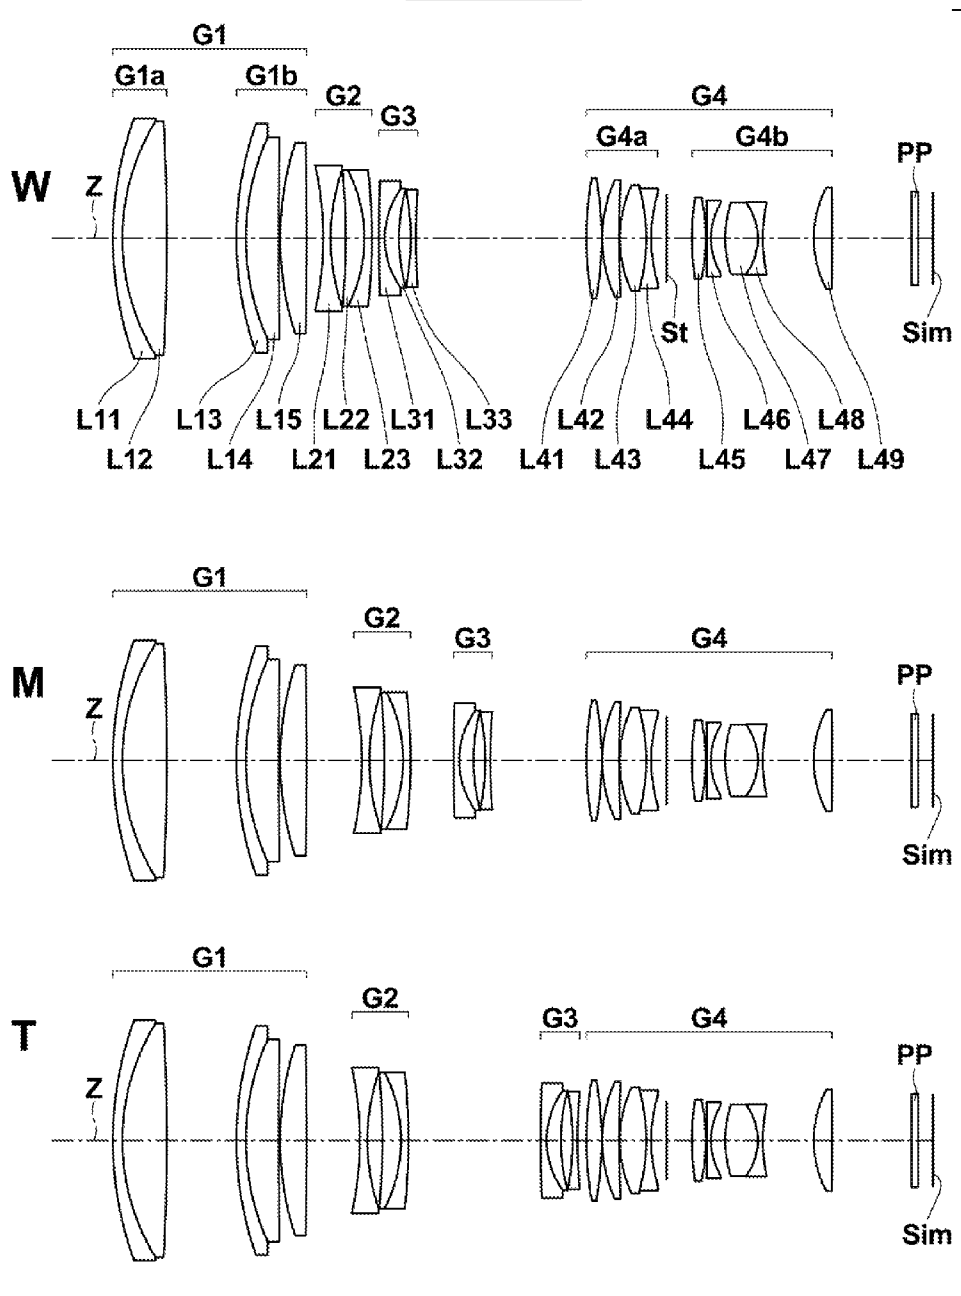 G1
G1a G1b G2 G3 G4
G4a G4b PP
W
Z
St Sim
L11 L13 L15 L22 L31 L33 L42 L44 L46 L48
L12 L14 L21 L23 L32 L41 L43 L45 L47 L49
G1
G2 G3 G4
M
PP
Z
Sim
G1
G2 G3 G4
T
PP
Z
Sim